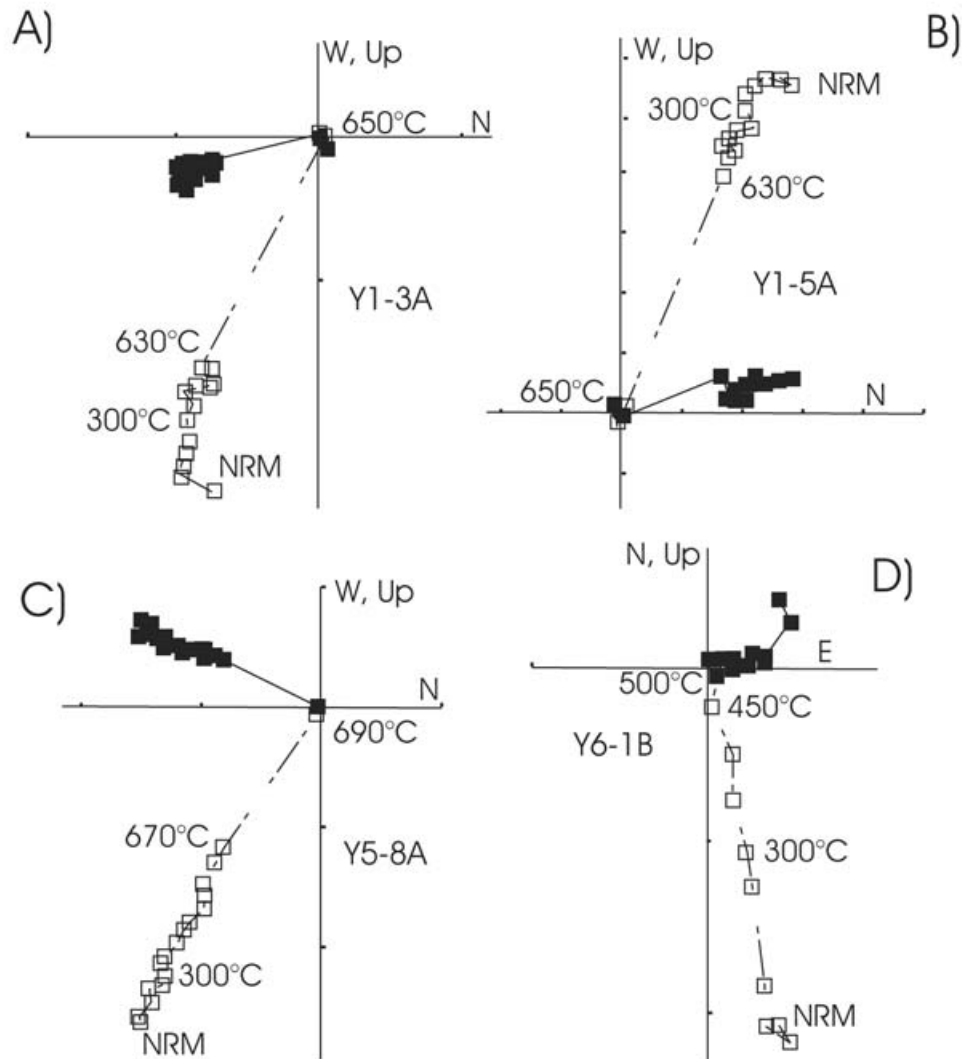 A)
W, Up
650°C
N
Y1-3A
630°C
300°C
NRM
B)
W, Up
NRM
300°C
630°C
Y1-5A
650°C
N
C)
W, Up
N
690°C
670°C
Y5-8A
300°C
NRM
D)
N, Up
E
500°C
450°C
Y6-1B
300°C
NRM